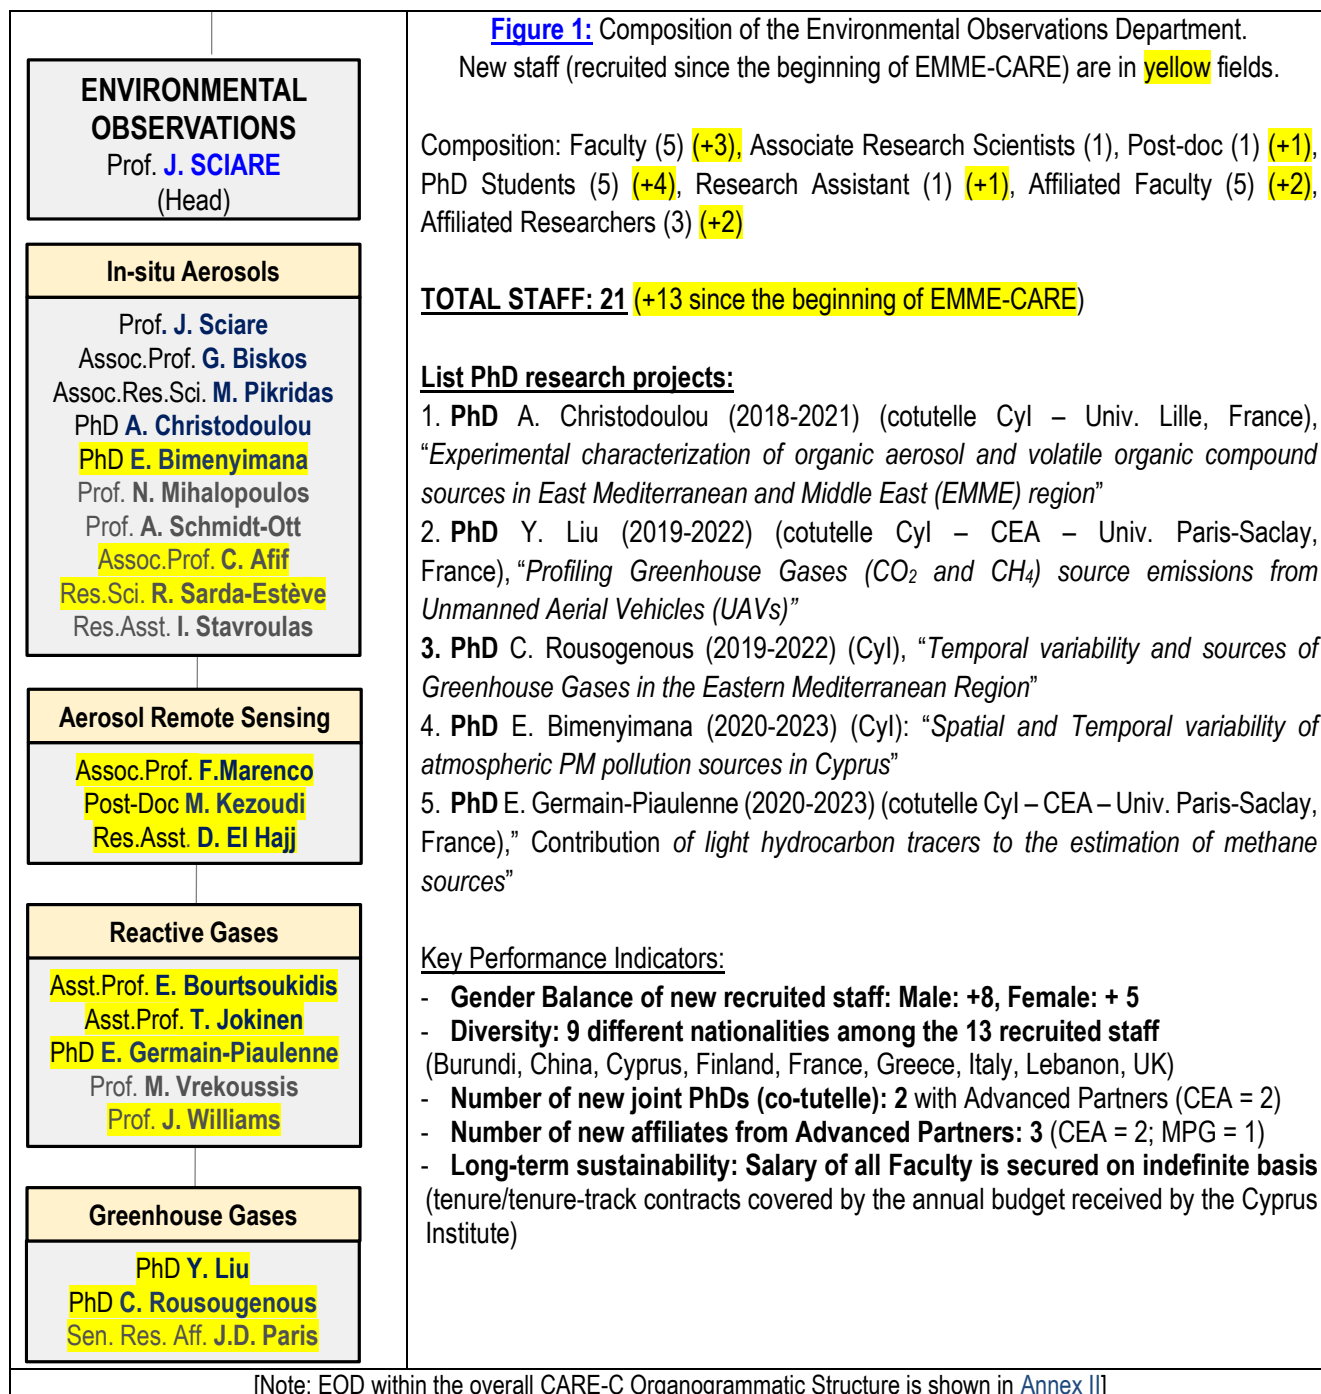 ENVIRONMENTAL
OBSERVATIONS
Prof. J. SCIARE
(Head)
In-situ Aerosols
Prof. J. Sciare
Assoc.Prof. G. Biskos
Assoc.Res.Sci. M. Pikridas
PhD A. Christodoulou
PhD E. Bimenyimana
Prof. N. Mihalopoulos
Prof. A. Schmidt-Ott
Assoc.Prof. C. Afif
Res.Sci. R. Sarda-Estève
Res.Asst. I. Stavroulas
Aerosol Remote Sensing
Assoc.Prof. F.Marenco
Post-Doc M. Kezoudi
Res.Asst. D. El Hajj
Reactive Gases
Asst.Prof. E. Bourtsoukidis
Asst.Prof. T. Jokinen
PhD E. Germain-Piaulenne
Prof. M. Vrekoussis
Prof. J. Williams
Greenhouse Gases
PhD Y. Liu
PhD C. Rousougenous
Sen. Res. Aff. J.D. Paris
Figure 1: Composition of the Environmental Observations Department.
New staff (recruited since the beginning of EMME-CARE) are in yellow fields.
Composition: Faculty (5) (+3), Associate Research Scientists (1), Post-doc (1) (+1),
PhD Students (5) (+4), Research Assistant (1) (+1), Affiliated Faculty (5) (+2),
Affiliated Researchers (3) (+2)
TOTAL STAFF: 21 (+13 since the beginning of EMME-CARE)
List PhD research projects:
1. PhD A. Christodoulou (2018-2021) (cotutelle CyI – Univ. Lille, France),
“Experimental characterization of organic aerosol and volatile organic compound
sources in East Mediterranean and Middle East (EMME) region”
2. PhD Y. Liu (2019-2022) (cotutelle CyI – CEA – Univ. Paris-Saclay,
France), “Profiling Greenhouse Gases (CO2 and CH4) source emissions from
Unmanned Aerial Vehicles (UAVs)”
3. PhD C. Rousogenous (2019-2022) (CyI), “Temporal variability and sources of
Greenhouse Gases in the Eastern Mediterranean Region”
4. PhD E. Bimenyimana (2020-2023) (CyI): “Spatial and Temporal variability of
atmospheric PM pollution sources in Cyprus”
5. PhD E. Germain-Piaulenne (2020-2023) (cotutelle CyI – CEA – Univ. Paris-Saclay,
France),” Contribution of light hydrocarbon tracers to the estimation of methane
sources”
Key Performance Indicators:
- Gender Balance of new recruited staff: Male: +8, Female: + 5
- Diversity: 9 different nationalities among the 13 recruited staff
(Burundi, China, Cyprus, Finland, France, Greece, Italy, Lebanon, UK)
- Number of new joint PhDs (co-tutelle): 2 with Advanced Partners (CEA = 2)
- Number of new affiliates from Advanced Partners: 3 (CEA = 2; MPG = 1)
- Long-term sustainability: Salary of all Faculty is secured on indefinite basis
(tenure/tenure-track contracts covered by the annual budget received by the Cyprus
Institute)
[Note: EOD within the overall CARE-C Organogrammatic Structure is shown in Annex II]